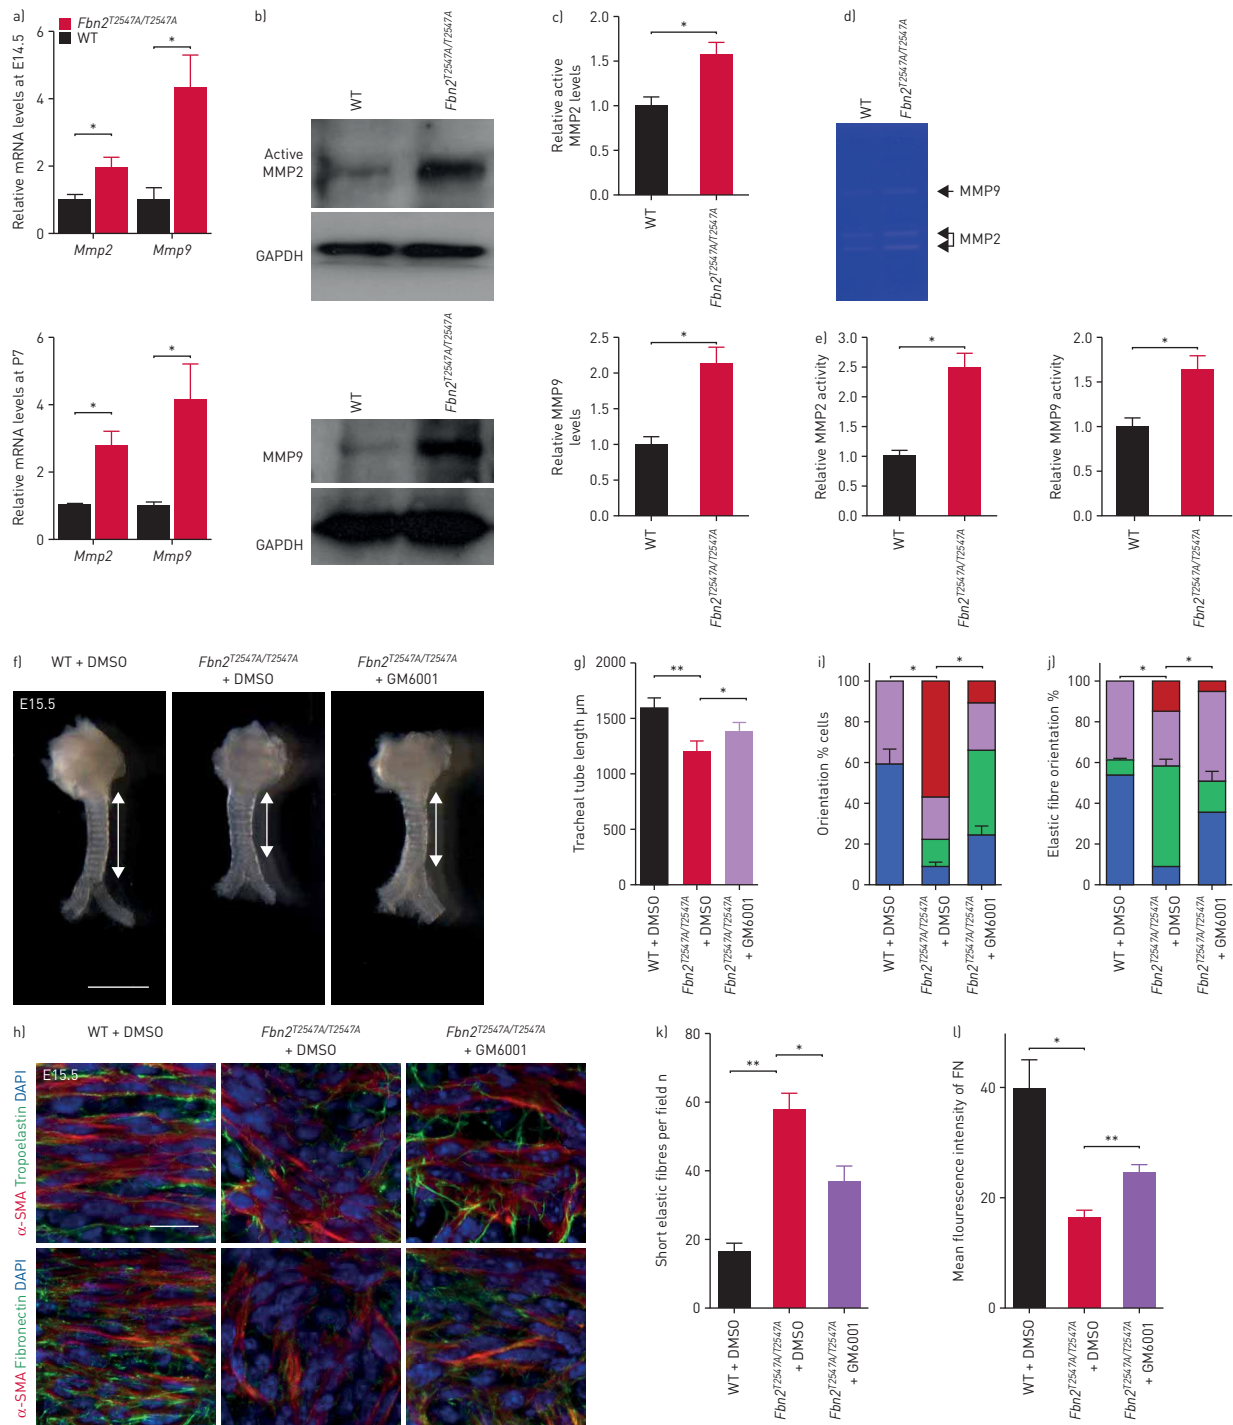 a)
Fbn2T2547A/T2547A
WT
Relative mRNA levels at E14.5
6
4
2
0
*
*
Mmp2
Mmp9
Relative mRNA levels at P7
6
4
2
0
*
*
Mmp2
Mmp9
b)
WT
Fbn2T2547A/T2547A
Active
MMP2
GAPDH
WT
Fbn2T2547A/T2547A
MMP9
GAPDH
c)
Relative active
MMP2 levels
2.0
1.5
1.0
0.5
0.0
*
WT
Fbn2T2547A/T2547A
Relative MMP9
levels
2.5
2.0
1.5
1.0
0.5
0.0
*
WT
Fbn2T2547A/T2547A
d)
WT
Fbn2T2547A/T2547A
MMP9
MMP2
e)
Relative MMP2 activity
3.0
2.5
2.0
1.5
1.0
0.5
0.0
*
WT
Fbn2T2547A/T2547A
Relative MMP9 activity
2.0
1.5
1.0
0.5
0.0
*
WT
Fbn2T2547A/T2547A
f)
WT + DMSO
Fbn2T2547A/T2547A
+ DMSO
Fbn2T2547A/T2547A
+ GM6001
E15.5
g)
Tracheal tube length µm
2000
1500
1000
500
0
**
*
WT + DMSO
Fbn2T2547A/T2547A
+ DMSO
Fbn2T2547A/T2547A
+ GM6001
i)
Orientation % cells
100
80
60
40
20
0
*
*
WT + DMSO
Fbn2T2547A/T2547A
+ DMSO
Fbn2T2547A/T2547A
+ GM6001
j)
Elastic fibre orientation %
100
80
60
40
20
0
*
*
WT + DMSO
Fbn2T2547A/T2547A
+ DMSO
Fbn2T2547A/T2547A
+ GM6001
h)
WT + DMSO
Fbn2T2547A/T2547A
+ DMSO
Fbn2T2547A/T2547A
+ GM6001
E15.5
α-SMA Tropoelastin DAPI
α-SMA Fibronectin DAPI
k)
Short elastic fibres per field n
80
60
40
20
0
**
*
WT + DMSO
Fbn2T2547A/T2547A
+ DMSO
Fbn2T2547A/T2547A
+ GM6001
l)
Mean flourescence intensity of FN
40
20
0
*
**
WT + DMSO
Fbn2T2547A/T2547A
+ DMSO
Fbn2T2547A/T2547A
+ GM6001